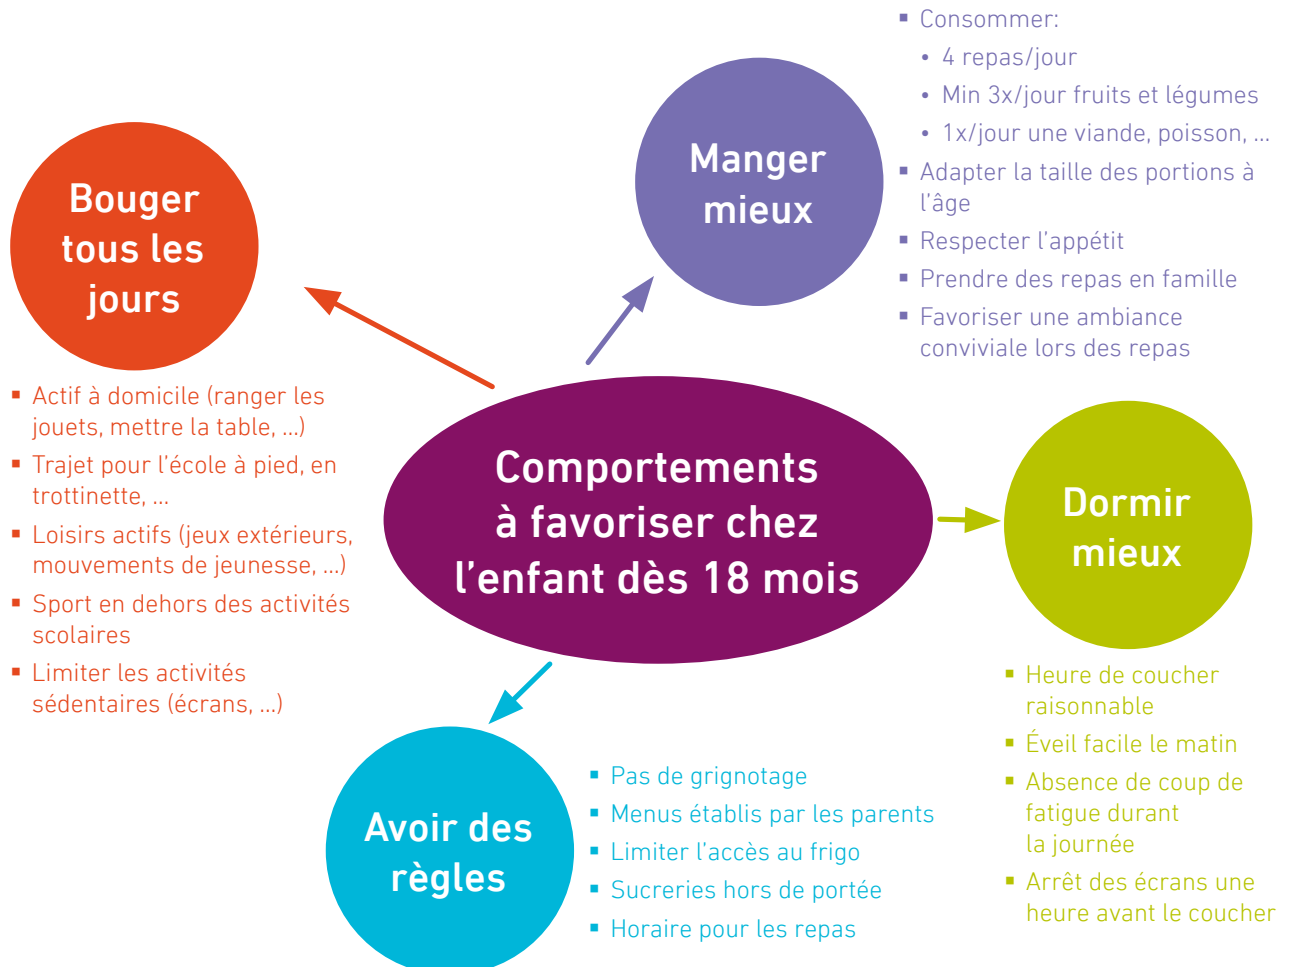 Comportements
à favoriser chez
l’enfant dès 18 mois
Bouger
tous les
jours
▪ Actif à domicile (ranger les
jouets, mettre la table, ...)
▪ Trajet pour l’école à pied, en
trottinette, ...
▪ Loisirs actifs (jeux extérieurs,
mouvements de jeunesse, ...)
▪ Sport en dehors des activités
scolaires
▪ Limiter les activités
sédentaires (écrans, ...)
Manger
mieux
▪ Consommer:
• 4 repas/jour
• Min 3x/jour fruits et légumes
• 1x/jour une viande, poisson, ...
▪ Adapter la taille des portions à
l’âge
▪ Respecter l’appétit
▪ Prendre des repas en famille
▪ Favoriser une ambiance
conviviale lors des repas
Dormir
mieux
▪ Heure de coucher
raisonnable
▪ Éveil facile le matin
▪ Absence de coup de
fatigue durant
la journée
▪ Arrêt des écrans une
heure avant le coucher
Avoir des
règles
▪ Pas de grignotage
▪ Menus établis par les parents
▪ Limiter l’accès au frigo
▪ Sucreries hors de portée
▪ Horaire pour les repas